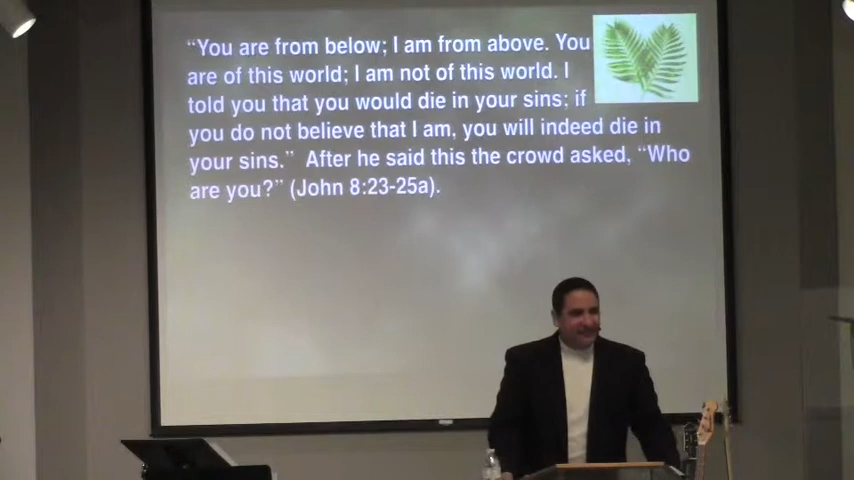 “You are from below; I am from above. You
are of this world; I am not of this world. I
told you that you would die in your sins; if
you do not believe that I am, you will indeed die in
your sins.” After he said this the crowd asked, “Who
are you?” (John 8:23-25a).